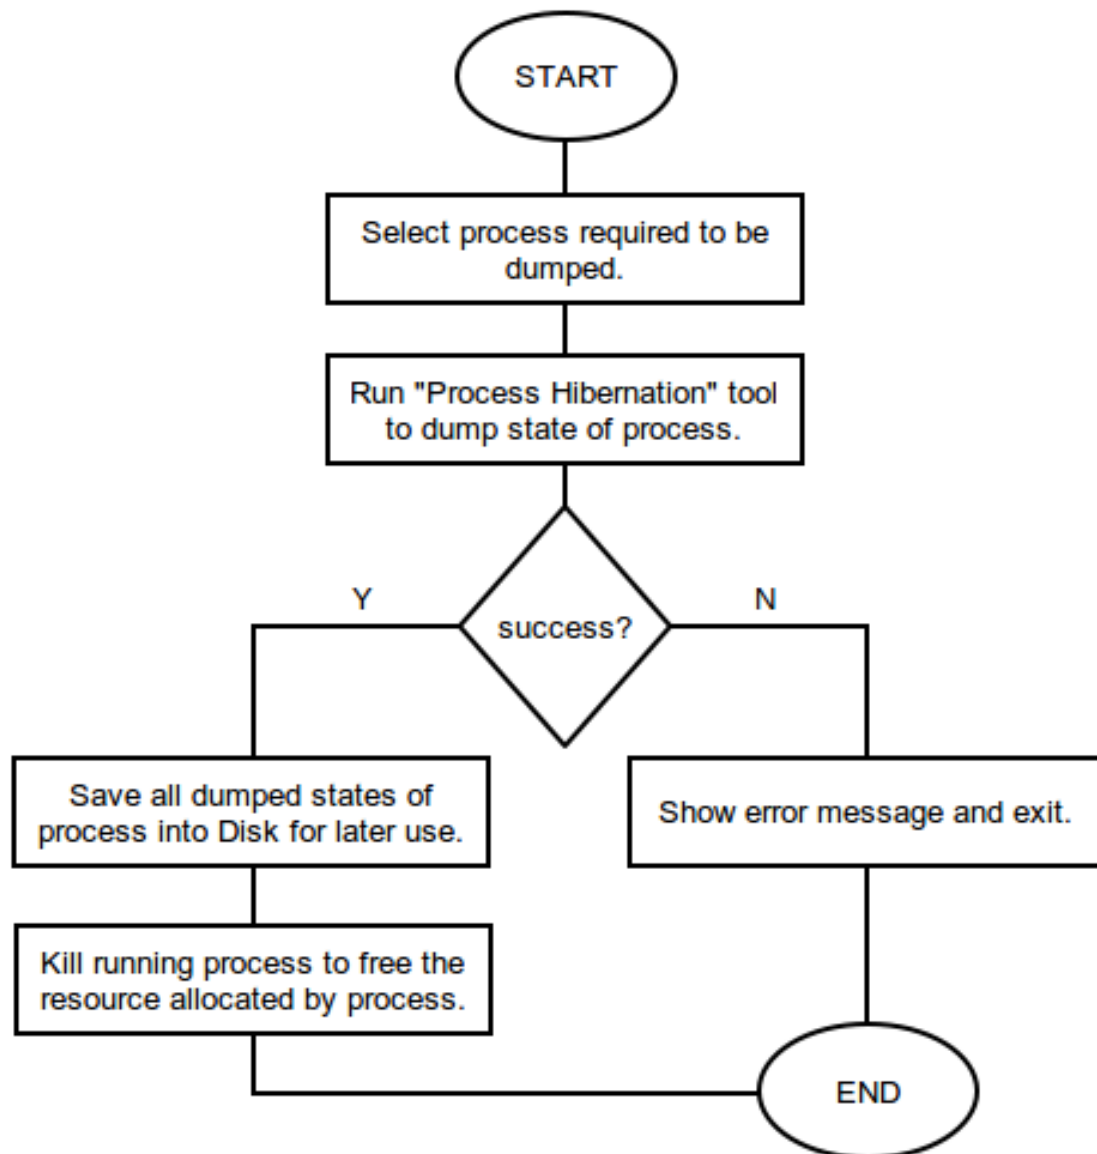 START
Select process required to be
dumped.
Run "Process Hibernation" tool
to dump state of process.
Y
N
success?
Save all dumped states of
process into Disk for later use.
Show error message and exit.
Kill running process to free the
resource allocated by process.
END